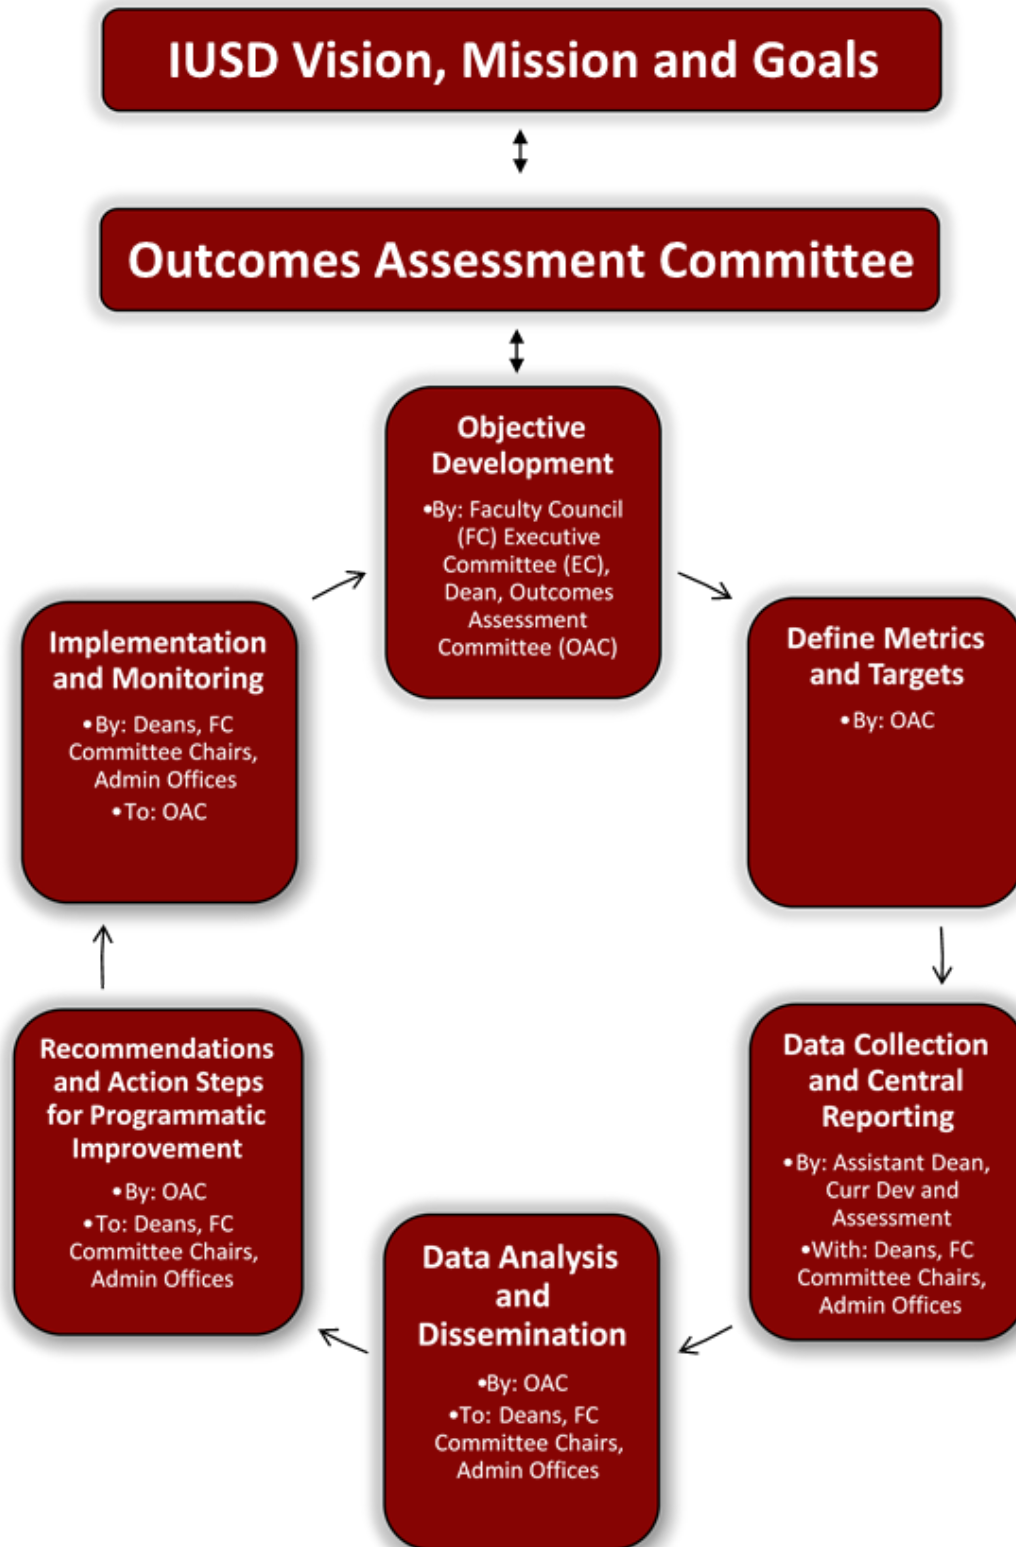 IUSD Vision, Mission and Goals
Outcomes Assessment Committee
Objective
Development
•By: Faculty Council
(FC) Executive
Committee (EC),
Dean, Outcomes
Assessment
Committee (OAC)
Define Metrics
and Targets
•By: OAC
Data Collection
and Central
Reporting
•By: Assistant Dean,
Curr Dev and
Assessment
•With: Deans, FC
Committee Chairs,
Admin Offices
Data Analysis
and
Dissemination
•By: OAC
•To: Deans, FC
Committee Chairs,
Admin Offices
Recommendations
and Action Steps
for Programmatic
Improvement
•By: OAC
•To: Deans, FC
Committee Chairs,
Admin Offices
Implementation
and Monitoring
•By: Deans, FC
Committee Chairs,
Admin Offices
•To: OAC